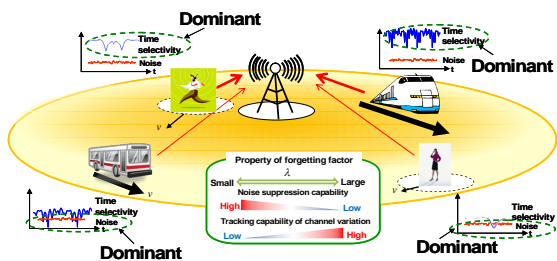 Dominant
Time
selectivity
Noise
t
Time
selectivity
Noise
t
Dominant
v
v
v
Property of forgetting factor
λ
Small
Large
Noise suppression capability
High
Low
Tracking capability of channel variation
Low
High
Time
selectivity
Noise
t
Dominant
Time
selectivity
Noise
t
Dominant